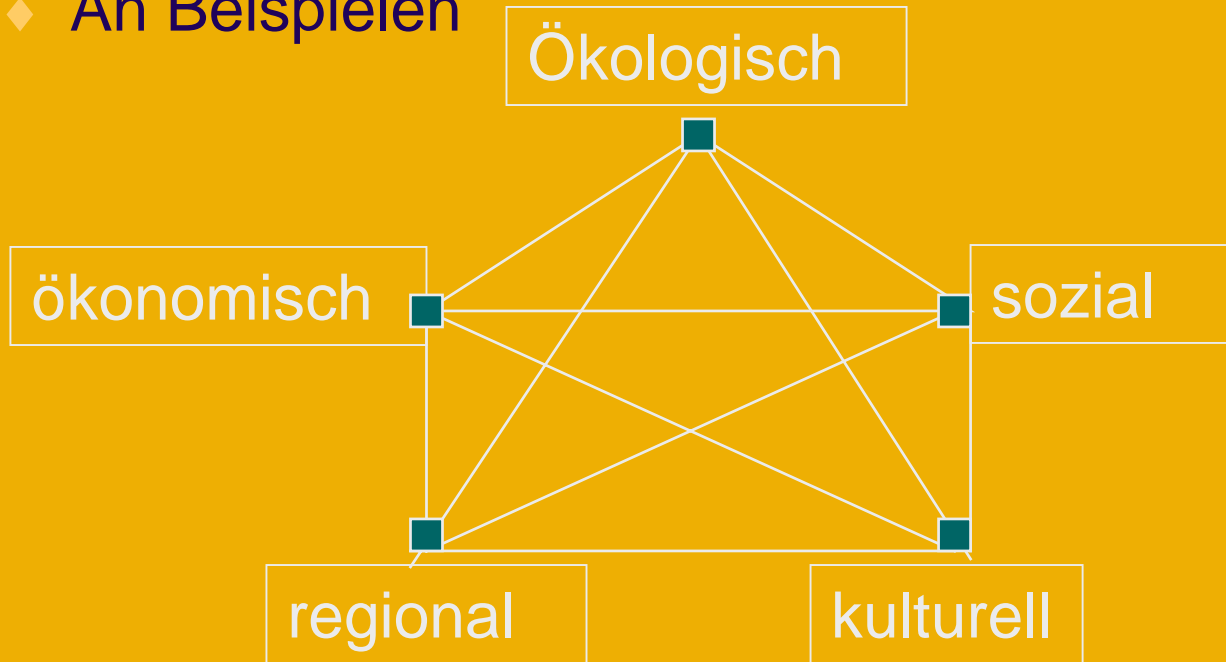 An Beispielen
Ökologisch
ökonomisch
sozial
regional
kulturell